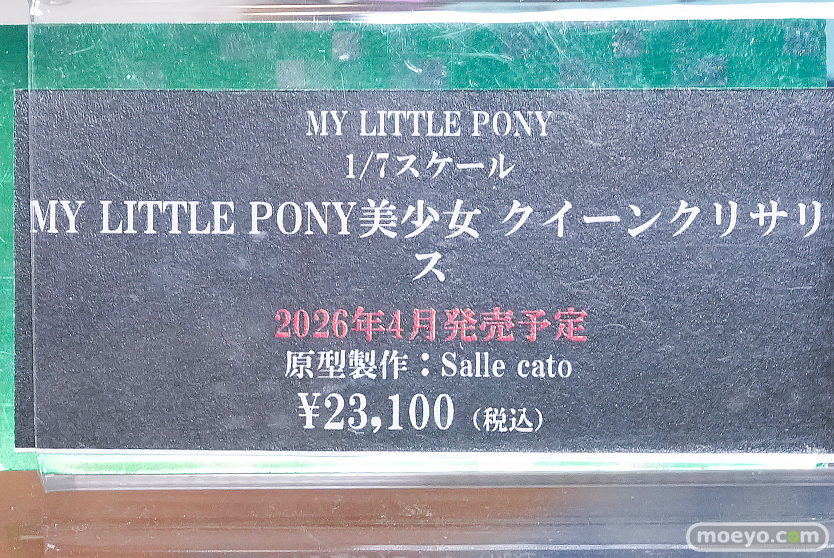 MY LITTLE PONY
1/7スケール
MY LITTLE PONY美少女 クイーンクリサリ
ス
2026年4月発売予定
原型製作：Salle cato
¥23,100（税込）
moeyo.com